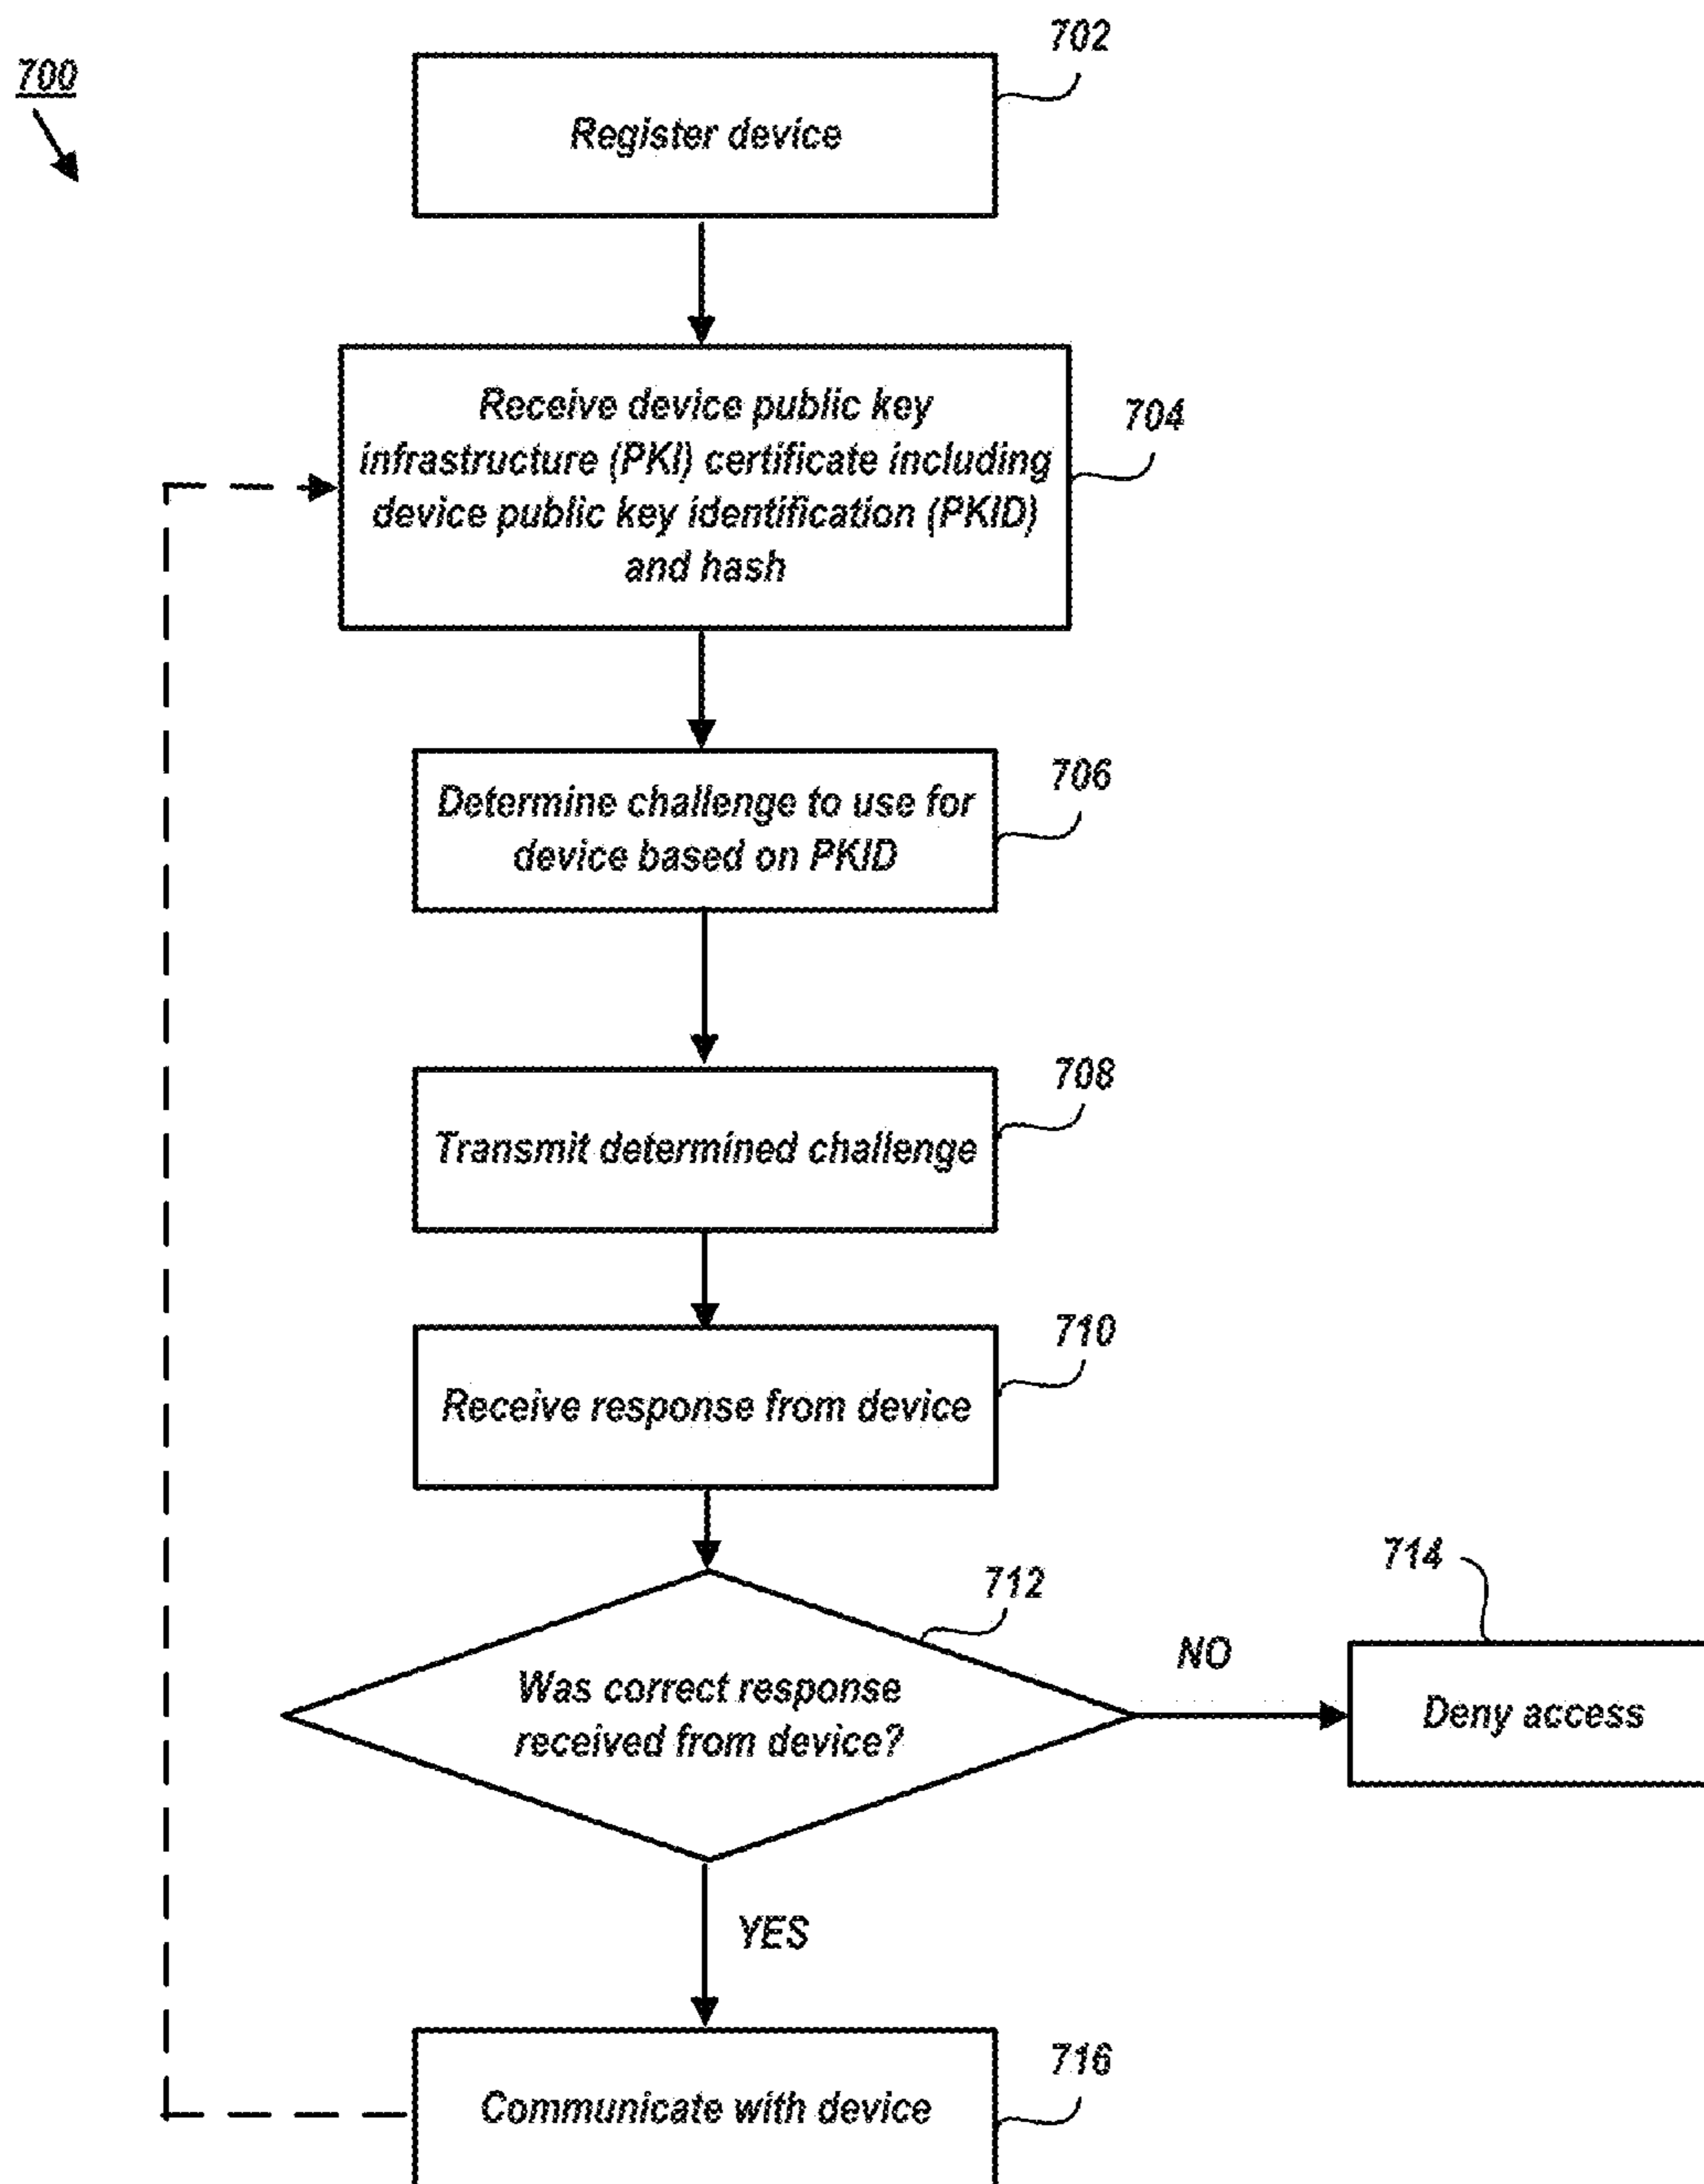 700
702
Register device
Receive device public key
infrastructure (PKI) certificate including
device public key identification (PKID)
and hash
704
Determine challenge to use for
device based on PKID
706
Transmit determined challenge
708
Receive response from device
710
Was correct response
received from device?
712
NO
714
Deny access
YES
Communicate with device
716